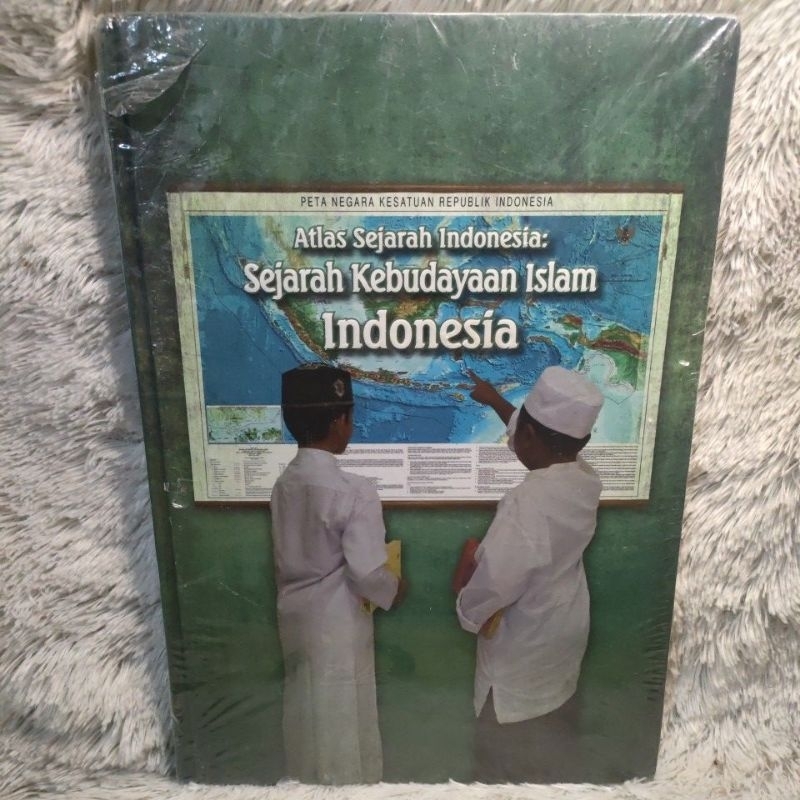 PETA NEGARA KESATUAN REPUBLIK INDONESIA
Atlas Sejarah Indonesia:
Sejarah Kebudayaan Islam
Indonesia